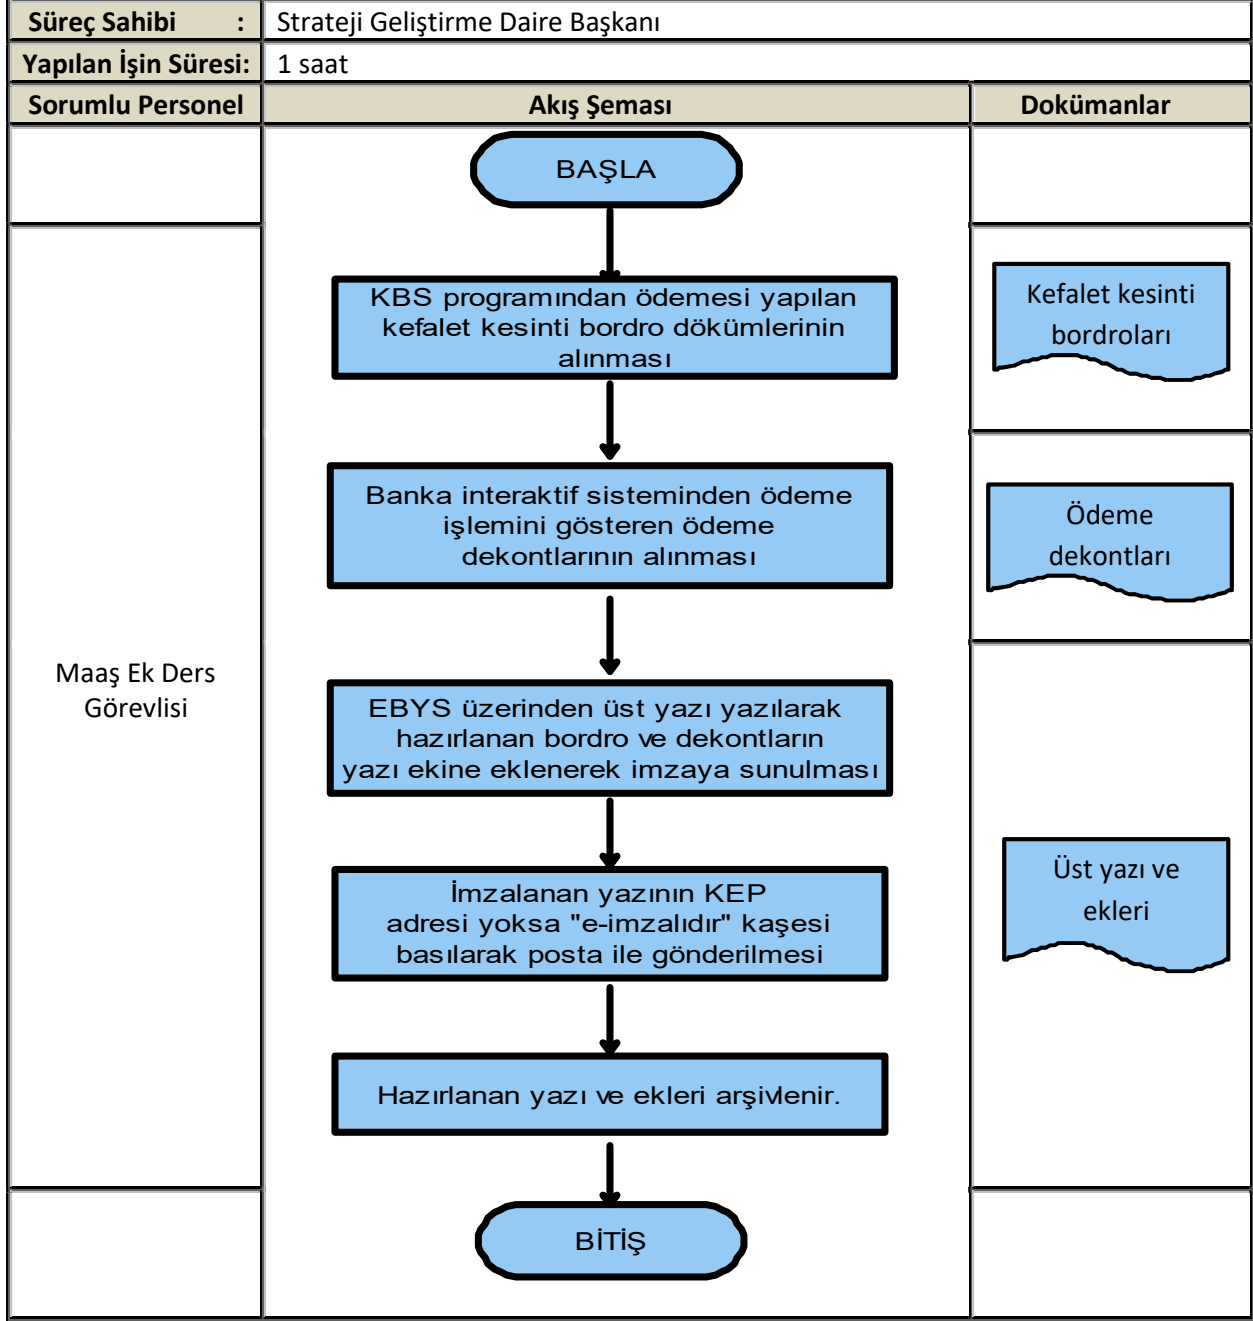 Süreç Sahibi : Strateji Geliştirme Daire Başkanı
Yapılan İşin Süresi: 1 saat
Sorumlu Personel Akış Şeması Dokümanlar
BAŞLA
KBS programından ödemesi yapılan
kefalet kesinti bordro dökümlerinin
alınması
Kefalet kesinti
bordroları
Banka interaktif sisteminden ödeme
işlemini gösteren ödeme
dekontlarının alınması
Ödeme
dekontları
Maaş Ek Ders
Görevlisi
EBYS üzerinden üst yazı yazılarak
hazırlanan bordro ve dekontların
yazı ekine eklenerek imzaya sunulması
İmzalanan yazının KEP
adresi yoksa "e-imzalıdır" kaşesi
basılarak posta ile gönderilmesi
Üst yazı ve
ekleri
Hazırlanan yazı ve ekleri arşivlenir.
BİTİŞ